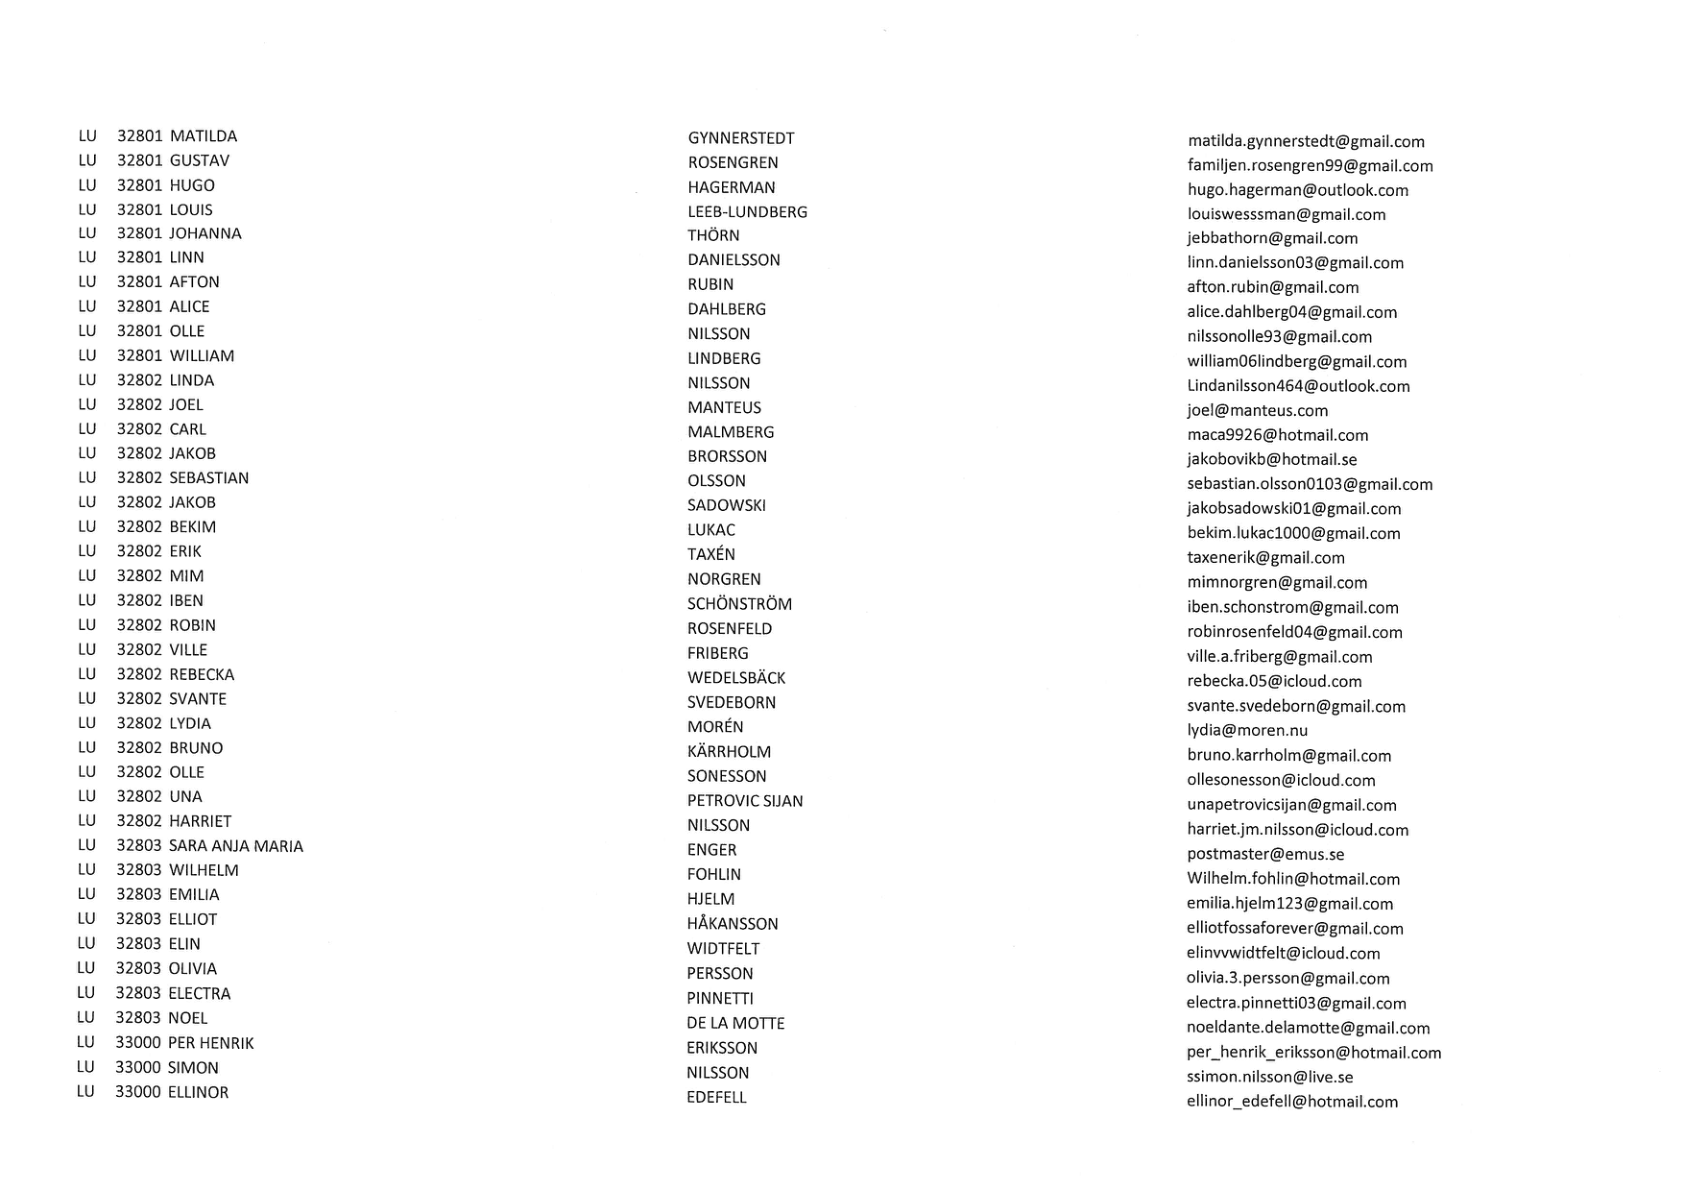 LU 32801 MATILDA GYNNERSTEDT matilda.gynnerstedt@gmail.com
LU 32801 GUSTAV ROSENGREN familjen.rosengren99@gmail.com
LU 32801 HUGO HAGERMAN hugo.hagerman@outlook.com
LU 32801 LOUIS LEEB-LUNDBERG louiswesssman@gmail.com
LU 32801 JOHANNA THÖRN jebbathorn@gmail.com
LU 32801 LINN DANIELSSON linn.danielsson03@gmail.com
LU 32801 AFTON RUBIN afton.rubin@gmail.com
LU 32801 ALICE DAHLBERG alice.dahlberg04@gmail.com
LU 32801 OLLE NILSSON nilssonolle93@gmail.com
LU 32801 WILLIAM LINDBERG william06lindberg@gmail.com
LU 32802 LINDA NILSSON Lindanilsson464@outlook.com
LU 32802 JOEL MANTEUS joel@manteus.com
LU 32802 CARL MALMBERG maca9926@hotmail.com
LU 32802 JAKOB BRORSSON jakobovikb@hotmail.se
LU 32802 SEBASTIAN OLSSON sebastian.olsson0103@gmail.com
LU 32802 JAKOB SADOWSKI jakobsadowski01@gmail.com
LU 32802 BEKIM LUKAC bekim.lukac1000@gmail.com
LU 32802 ERIK TAXÉN taxenerik@gmail.com
LU 32802 MIM NORGREN mimnorgren@gmail.com
LU 32802 IBEN SCHÖNSTRÖM iben.schonstrom@gmail.com
LU 32802 ROBIN ROSENFELD robinrosenfeld04@gmail.com
LU 32802 VILLE FRIBERG ville.a.friberg@gmail.com
LU 32802 REBECKA WEDELSBÄCK rebecka.05@icloud.com
LU 32802 SVANTE SVEDEBORN svante.svedeborn@gmail.com
LU 32802 LYDIA MORÉN lydia@moren.nu
LU 32802 BRUNO KÄRRHOLM bruno.karrholm@gmail.com
LU 32802 OLLE SONESSON ollesonesson@icloud.com
LU 32802 UNA PETROVIC SIJAN unapetrovicsijan@gmail.com
LU 32802 HARRIET NILSSON harriet.jm.nilsson@icloud.com
LU 32803 SARA ANJA MARIA ENGER postmaster@emus.se
LU 32803 WILHELM FOHLIN Wilhelm.fohlin@hotmail.com
LU 32803 EMILIA HJELM emilia.hjelm123@gmail.com
LU 32803 ELLIOT HÅKANSSON elliotfossaforever@gmail.com
LU 32803 ELIN WIDTFELT elinvvwidtfelt@icloud.com
LU 32803 OLIVIA PERSSON olivia.3.persson@gmail.com
LU 32803 ELECTRA PINNETTI electra.pinnetti03@gmail.com
LU 32803 NOEL DE LA MOTTE noeldante.delamotte@gmail.com
LU 33000 PER HENRIK ERIKSSON per_henrik_eriksson@hotmail.com
LU 33000 SIMON NILSSON ssimon.nilsson@live.se
LU 33000 ELLINOR EDEFELL ellinor_edefell@hotmail.com